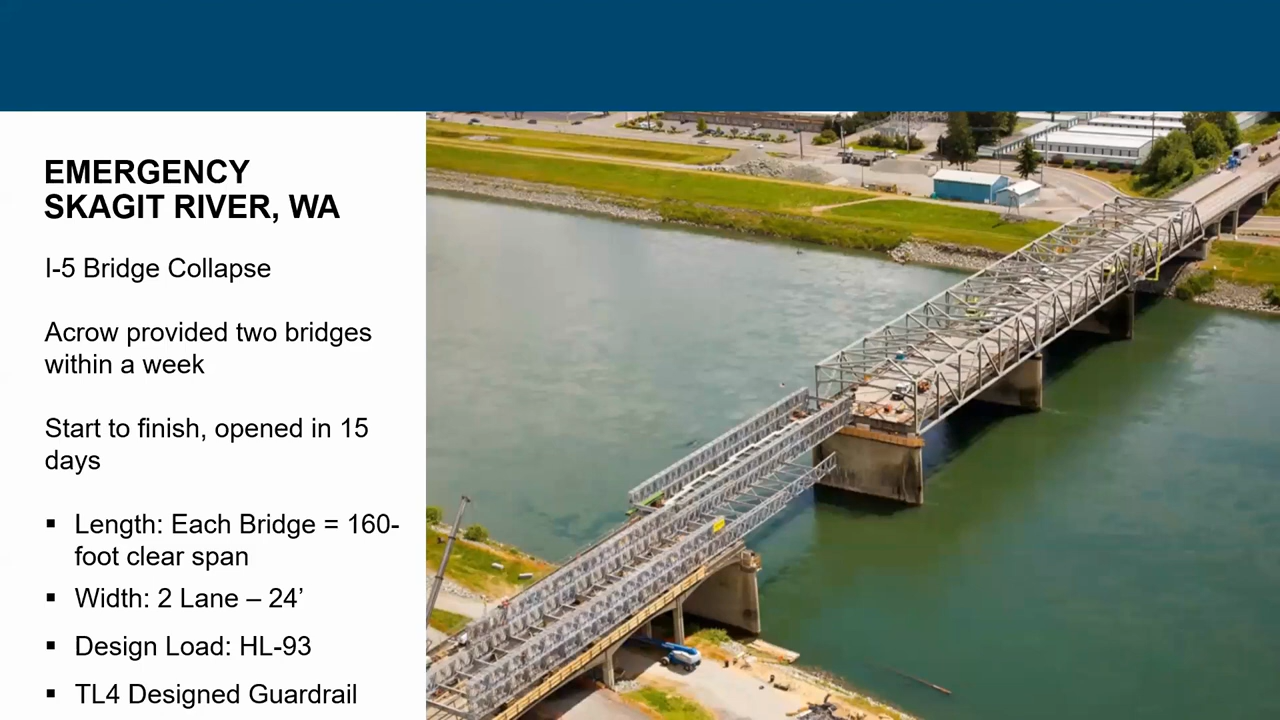 EMERGENCY
SKAGIT RIVER, WA
I-5 Bridge Collapse
Acrow provided two bridges
within a week
Start to finish, opened in 15
days
▪ Length: Each Bridge = 160-
foot clear span
▪ Width: 2 Lane – 24’
▪ Design Load: HL-93
▪ TL4 Designed Guardrail